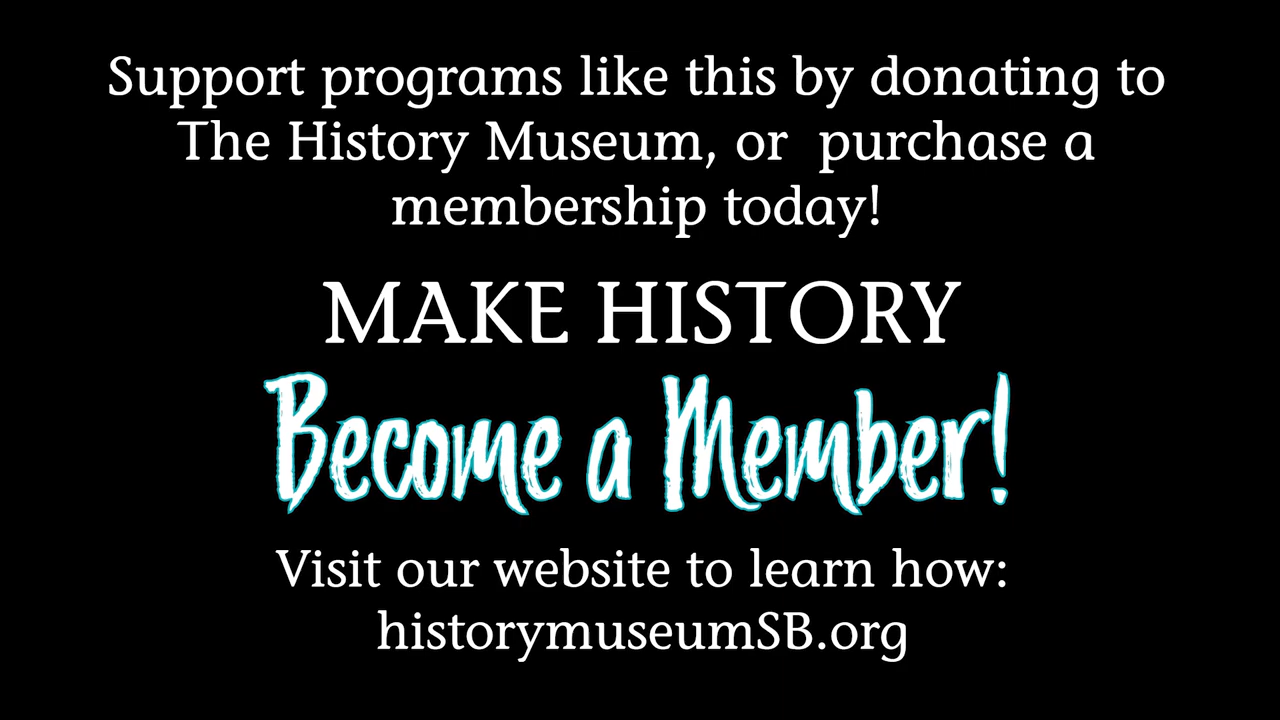 Support programs like this by donating to
The History Museum, or  purchase a
membership today!
MAKE HISTORY
Become a Member!
Visit our website to learn how:
historymuseumSB.org